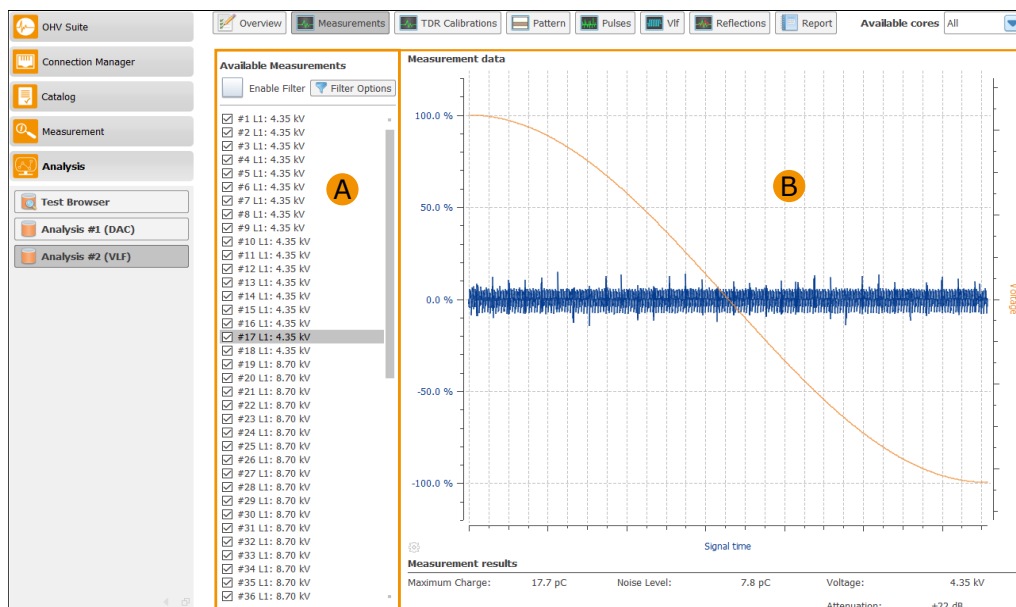 OHV Suite
Connection Manager
Catalog
Measurement
Analysis
Test Browser
Analysis #1 (DAC)
Analysis #2 (VLF)
Overview Measurements TDR Calibrations Pattern Pulses Vlf Reflections Report Available cores All
Available Measurements
Enable Filter Filter Options
#1 L1: 4.35 kV
#2 L1: 4.35 kV
#3 L1: 4.35 kV
#4 L1: 4.35 kV
#5 L1: 4.35 kV
#6 L1: 4.35 kV
#7 L1: 4.35 kV
#8 L1: 4.35 kV
#9 L1: 4.35 kV
#10 L1: 4.35 kV
#11 L1: 4.35 kV
#12 L1: 4.35 kV
#13 L1: 4.35 kV
#14 L1: 4.35 kV
#15 L1: 4.35 kV
#16 L1: 4.35 kV
#17 L1: 4.35 kV
#18 L1: 4.35 kV
#19 L1: 8.70 kV
#20 L1: 8.70 kV
#21 L1: 8.70 kV
#22 L1: 8.70 kV
#23 L1: 8.70 kV
#24 L1: 8.70 kV
#25 L1: 8.70 kV
#26 L1: 8.70 kV
#27 L1: 8.70 kV
#28 L1: 8.70 kV
#29 L1: 8.70 kV
#30 L1: 8.70 kV
#31 L1: 8.70 kV
#32 L1: 8.70 kV
#33 L1: 8.70 kV
#34 L1: 8.70 kV
#35 L1: 8.70 kV
#36 L1: 8.70 kV
A
Measurement data
100.0 %
50.0 %
0.0 %
-50.0 %
-100.0 %
B
Voltage
Signal time
Measurement results
Maximum Charge: 17.7 pC Noise Level: 7.8 pC Voltage: 4.35 kV
Attenuation: +22 dB